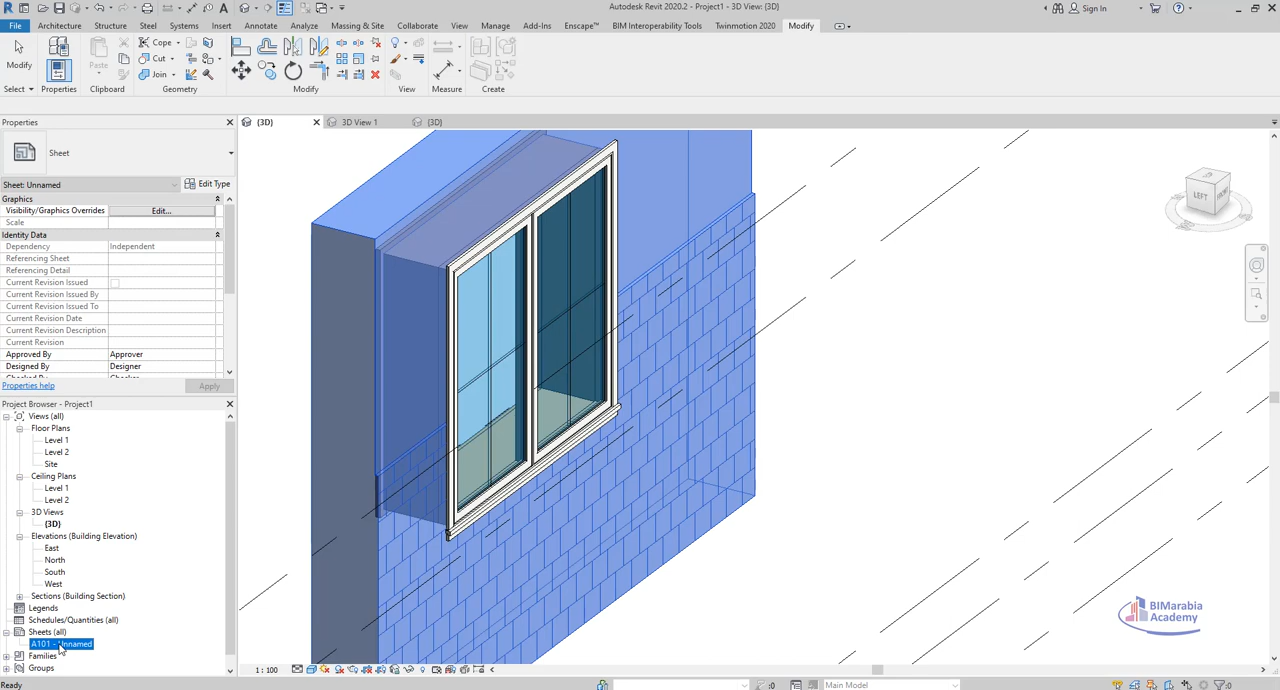 Autodesk Revit 2020.2 - Project1 - 3D View: {3D}
Sign In
File Architecture Structure Steel Systems Insert Annotate Analyze Massing & Site Collaborate View Manage Add-Ins Enscape™ BIM Interoperability Tools Twinmotion 2020 Modify
Modify Paste Cope Cut Join
Select Properties Clipboard Geometry Modify View Measure Create
Properties
{3D} 3D View 1 {3D}
Sheet
Sheet: Unnamed Edit Type
Graphics
Visibility/Graphics Overrides Edit...
Scale
Identity Data
Dependency Independent
Referencing Sheet
Referencing Detail
Current Revision Issued
Current Revision Issued By
Current Revision Issued To
Current Revision Date
Current Revision Description
Current Revision
Approved By Approver
Designed By Designer
Properties help Apply
Project Browser - Project1
Views (all)
Floor Plans
Level 1
Level 2
Site
Ceiling Plans
Level 1
Level 2
3D Views
{3D}
Elevations (Building Elevation)
East
North
South
West
Sections (Building Section)
Legends
Schedules/Quantities (all)
Sheets (all)
A101 - Unnamed
Families
Groups
LEFT
BIMarabia
Academy
1 : 100
Ready :0 Main Model :0